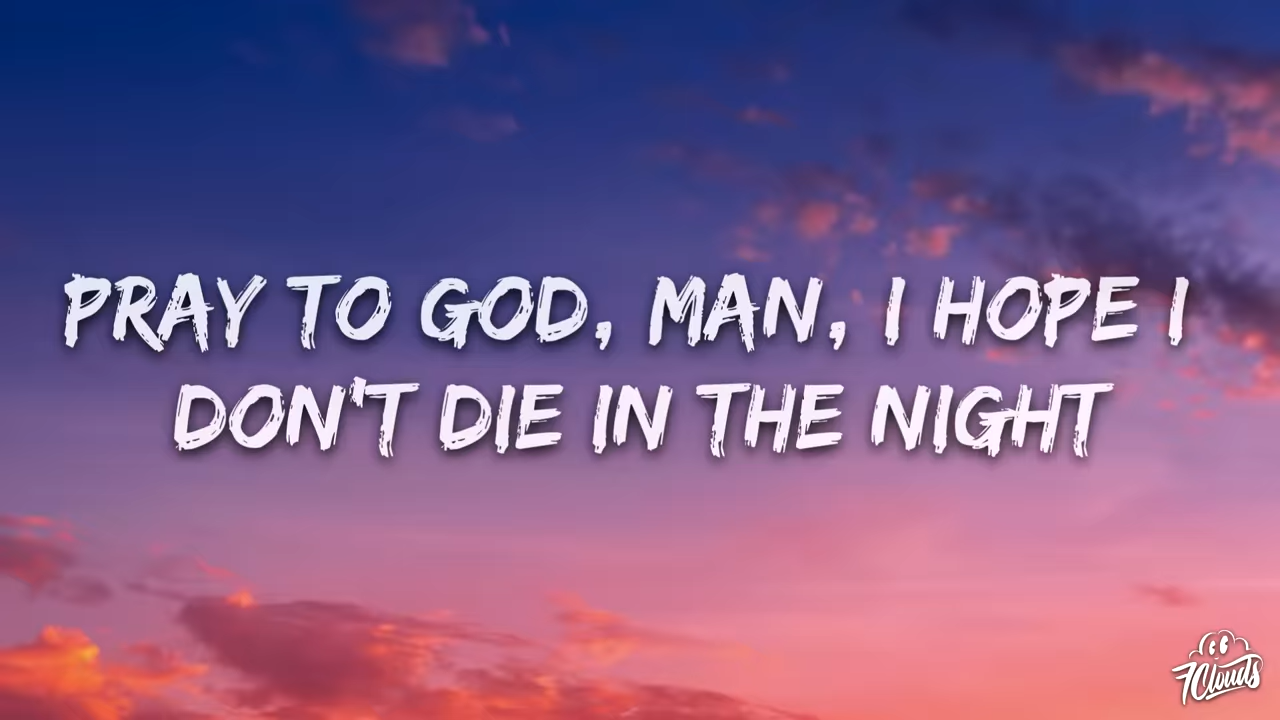 PRAY TO GOD, MAN, I HOPE I
DON'T DIE IN THE NIGHT
7Clouds